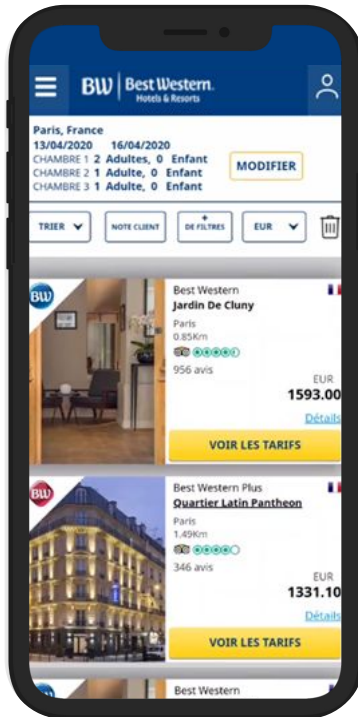 BW Best Western.
Hotels & Resorts
Paris, France
13/04/2020 16/04/2020
CHAMBRE 1 2 Adultes, 0 Enfant
CHAMBRE 2 1 Adulte, 0 Enfant
CHAMBRE 3 1 Adulte, 0 Enfant
MODIFIER
TRIER
NOTE CLIENT
+
DE FILTRES
EUR
BW
Best Western
Jardin De Cluny
Paris
0.85Km
956 avis
EUR
1593.00
Détails
VOIR LES TARIFS
BW
Best Western Plus
Quartier Latin Pantheon
Paris
1.49Km
346 avis
EUR
1331.10
Détails
VOIR LES TARIFS
Best Western